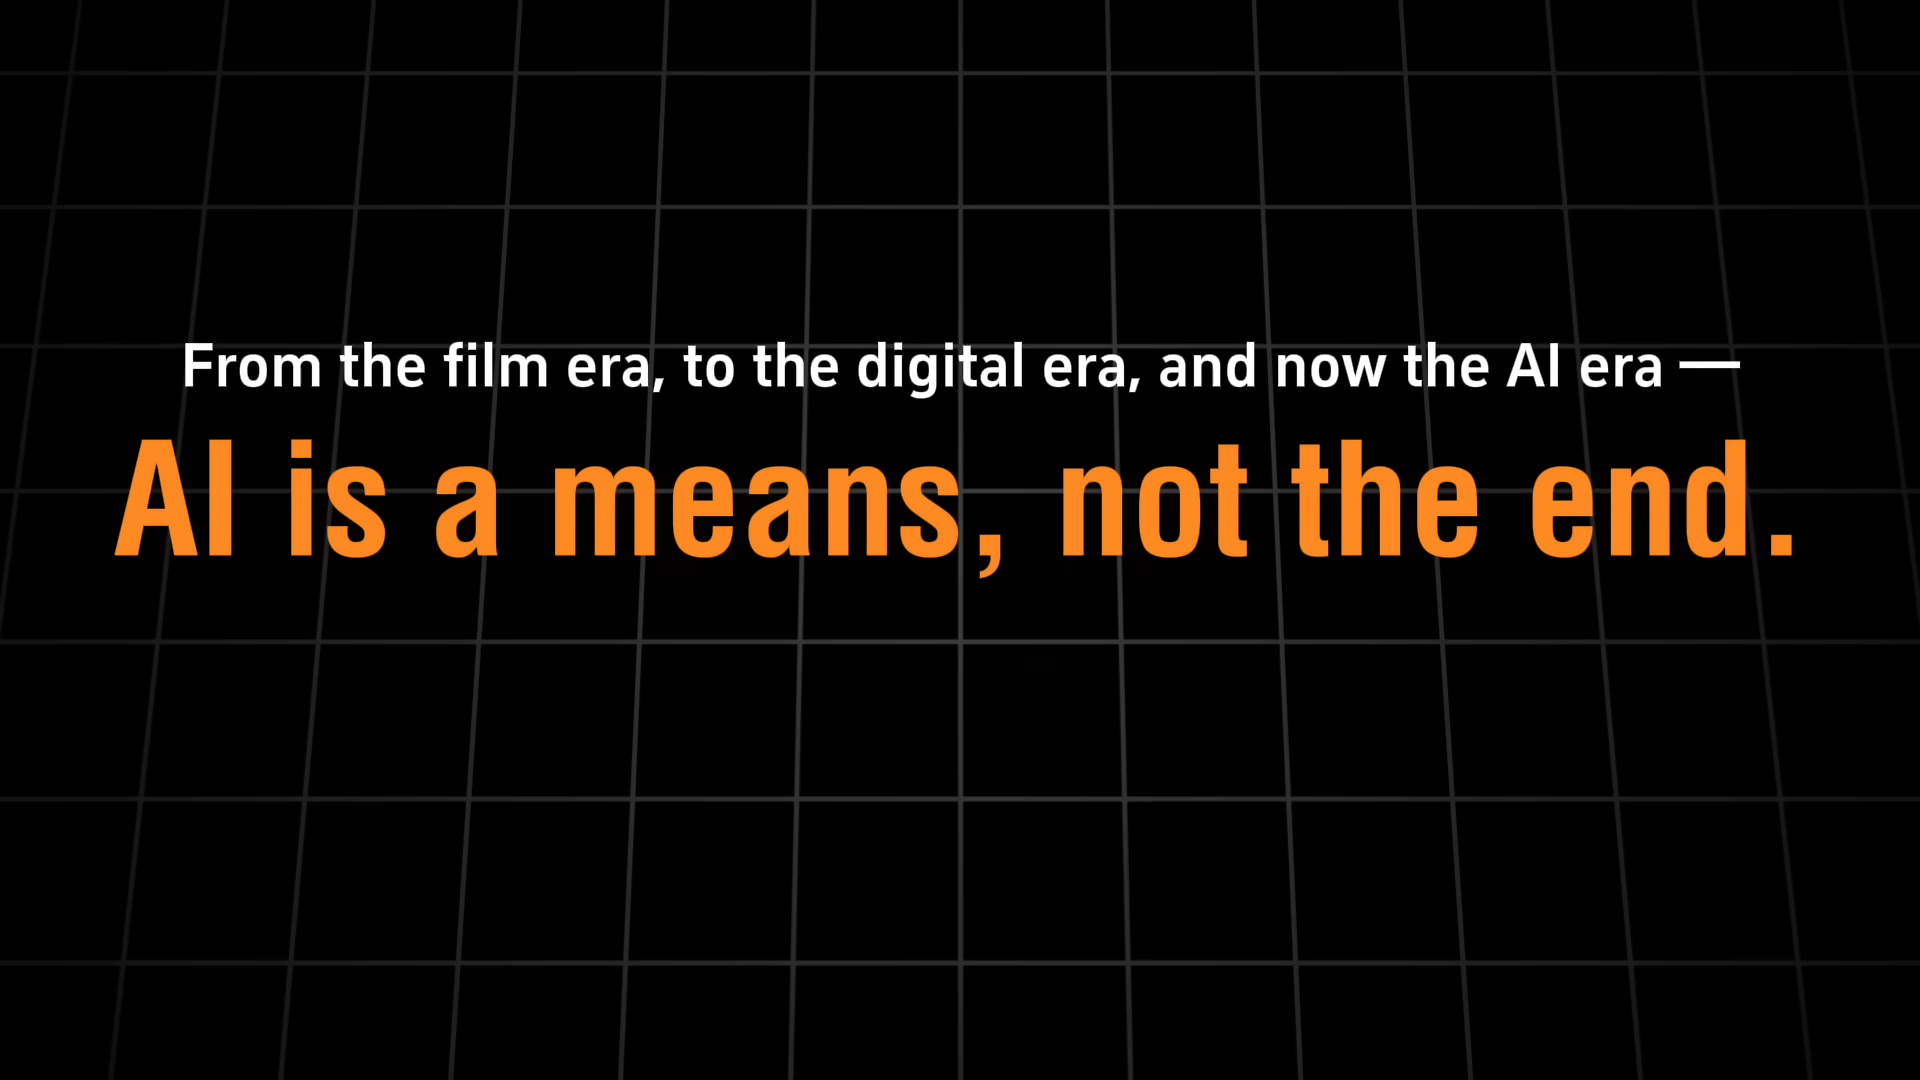 From the film era, to the digital era, and now the AI era —
AI is a means, not the end.